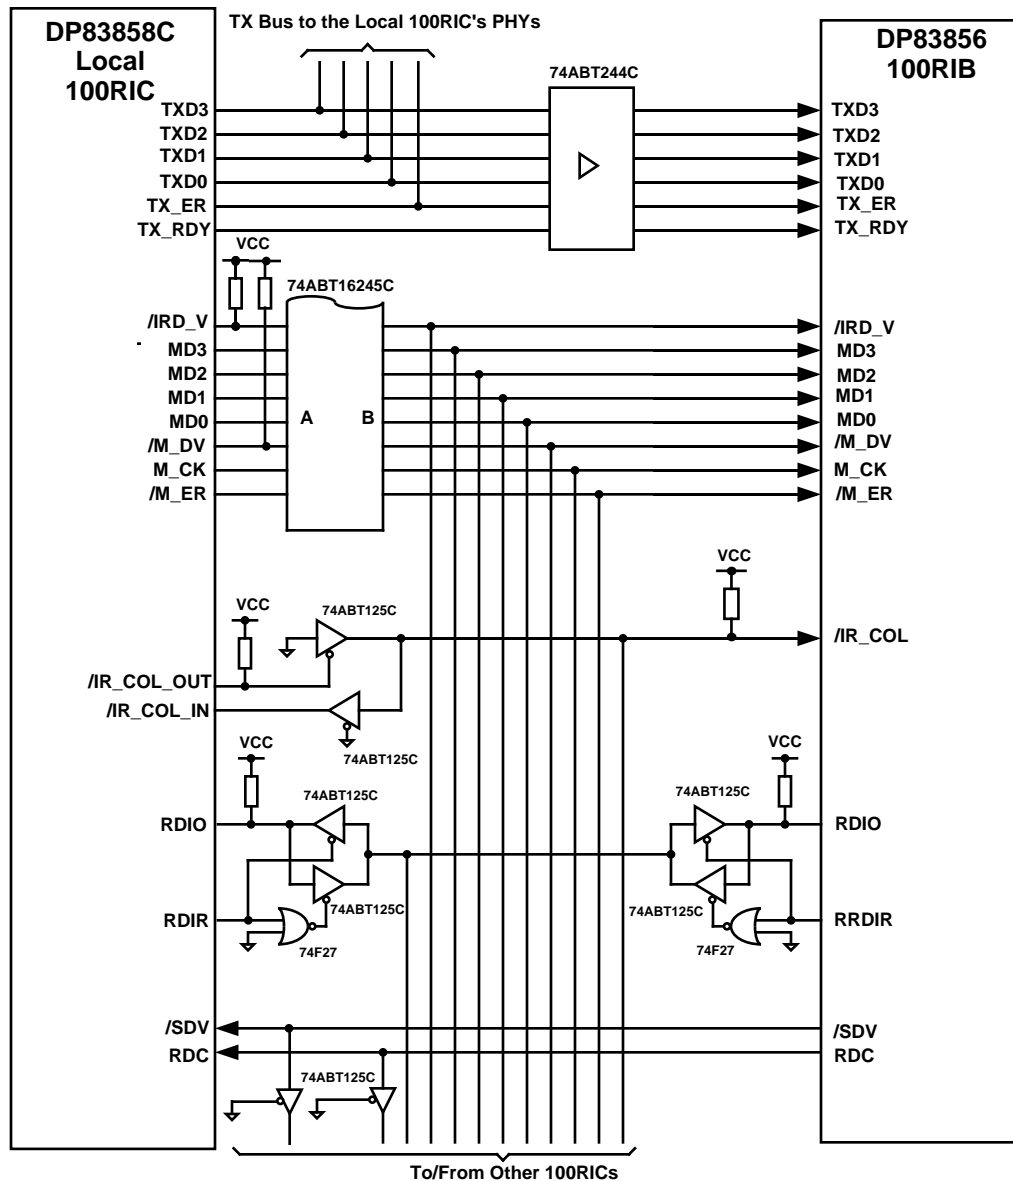 TX Bus to the Local 100RIC's PHYs
DP83858C
Local
100RIC
DP83856
100RIB
74ABT244C
TXD3
TXD2
TXD1
TXD0
TX_ER
TX_RDY
TXD3
TXD2
TXD1
TXD0
TX_ER
TX_RDY
VCC
74ABT16245C
/IRD_V
MD3
MD2
MD1
MD0
/M_DV
M_CK
/M_ER
A
B
/IRD_V
MD3
MD2
MD1
MD0
/M_DV
M_CK
/M_ER
VCC
VCC
74ABT125C
/IR_COL
/IR_COL_OUT
/IR_COL_IN
74ABT125C
VCC
VCC
74ABT125C
74ABT125C
RDIO
RDIO
74ABT125C
74ABT125C
RDIR
RRDIR
74F27
74F27
/SDV
RDC
/SDV
RDC
74ABT125C
To/From Other 100RICs